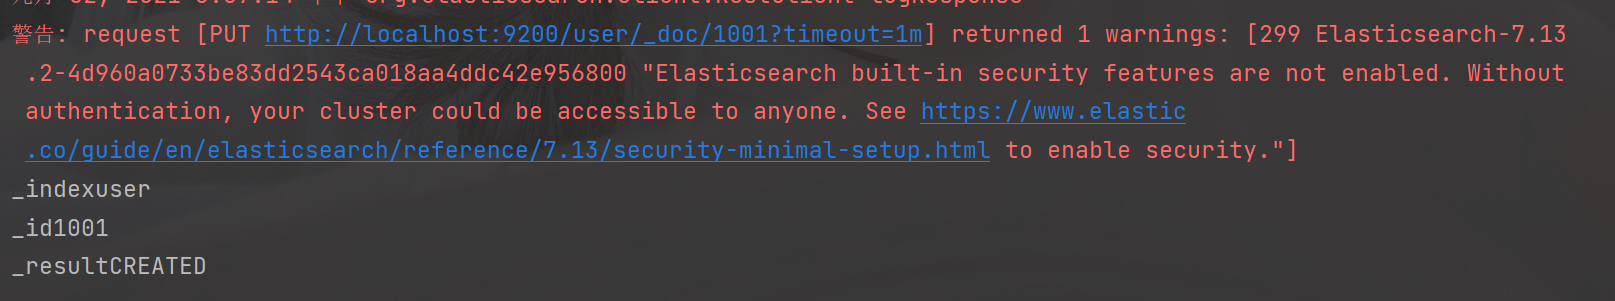 警告: request [PUT http://localhost:9200/user/_doc/1001?timeout=1m] returned 1 warnings: [299 Elasticsearch-7.13
.2-4d960a0733be83dd2543ca018aa4ddc42e956800 "Elasticsearch built-in security features are not enabled. Without
authentication, your cluster could be accessible to anyone. See https://www.elastic
.co/guide/en/elasticsearch/reference/7.13/security-minimal-setup.html to enable security."]
_indexuser
_id1001
_resultCREATED